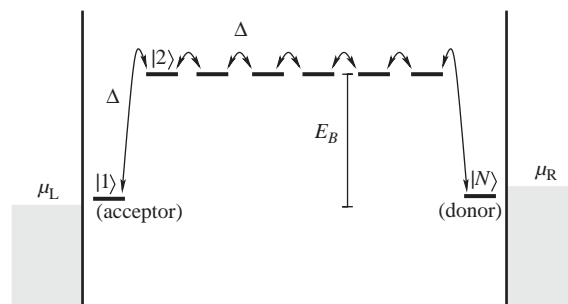 Δ
|2⟩
Δ
E_B
μ_L
|1⟩
(acceptor)
|N⟩
(donor)
μ_R